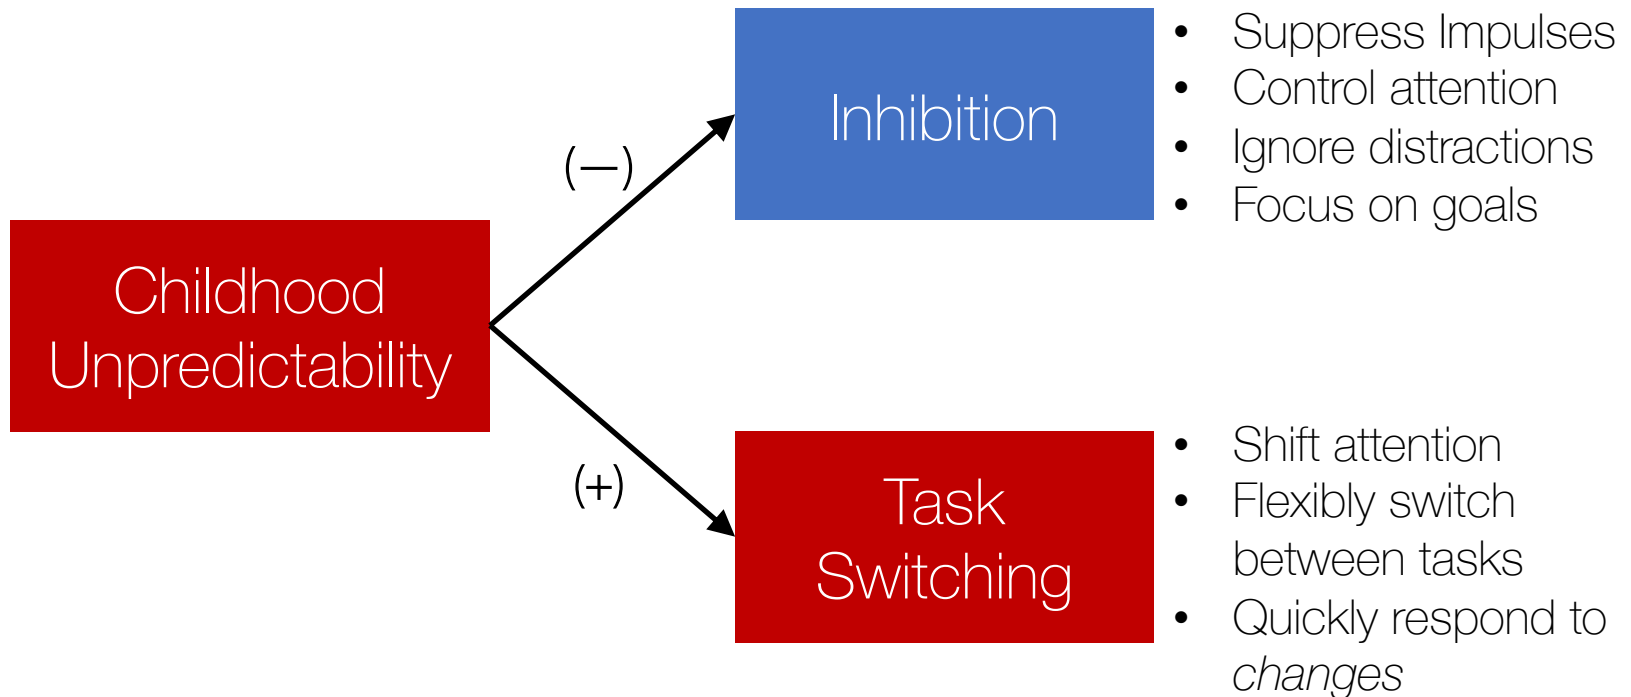 Childhood
Unpredictability
(—)
(+)
Inhibition
• Suppress Impulses
• Control attention
• Ignore distractions
• Focus on goals
Task
Switching
• Shift attention
• Flexibly switch
between tasks
• Quickly respond to
changes